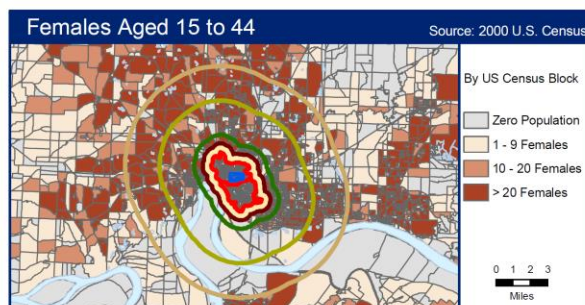 Females Aged 15 to 44
Source: 2000 U.S. Census
By US Census Block
Zero Population
1 - 9 Females
10 - 20 Females
> 20 Females
0 1 2 3
Miles